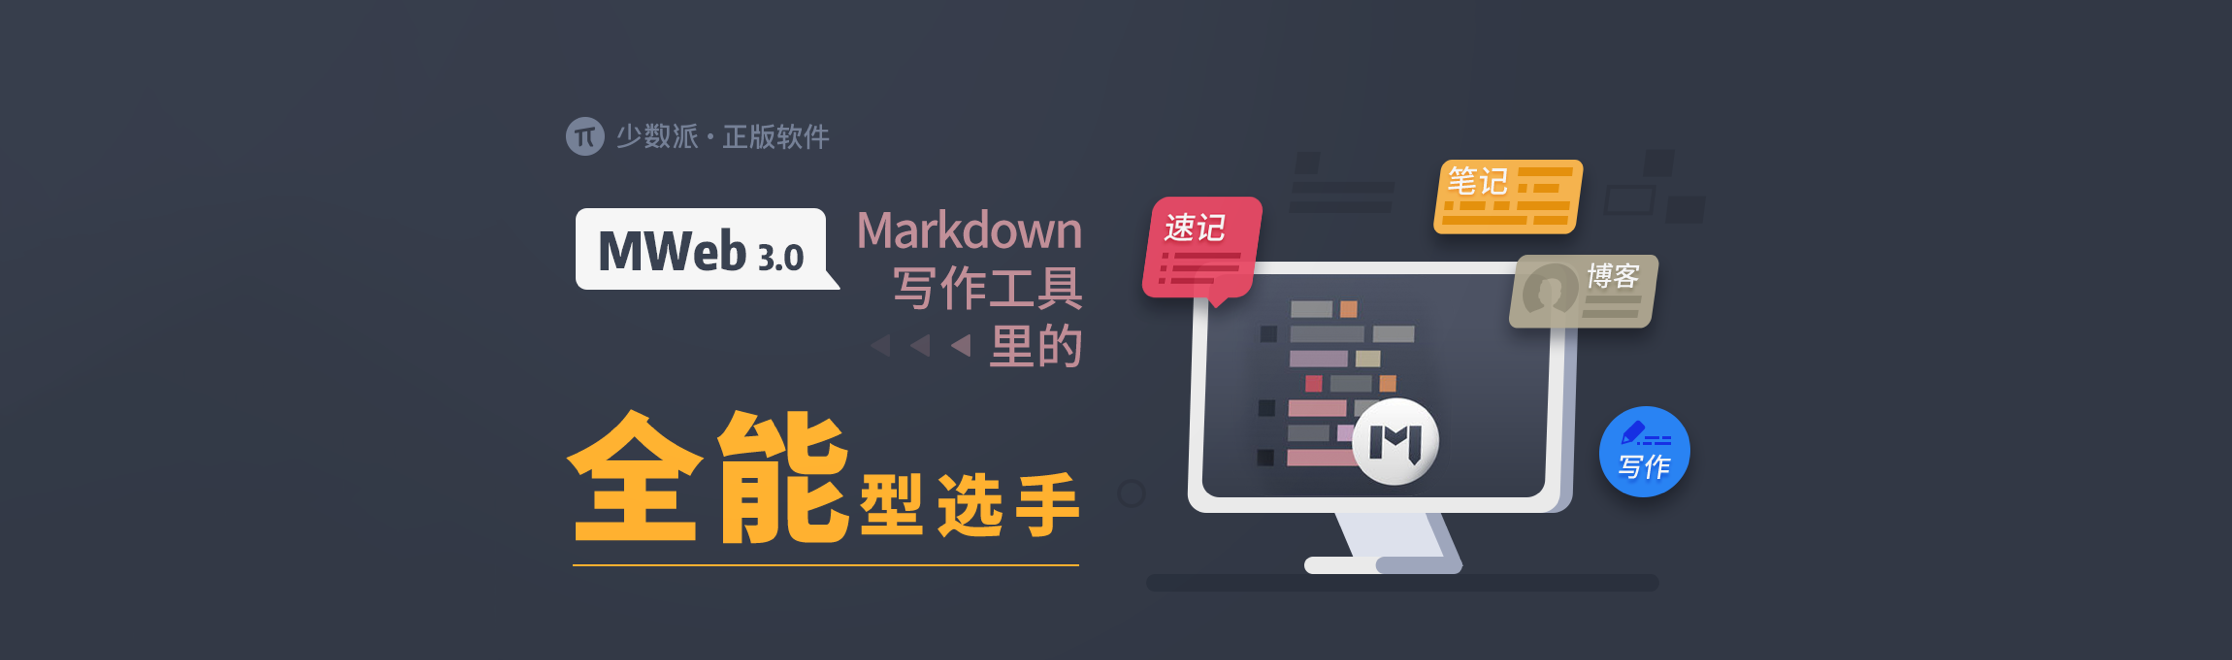 少数派·正版软件
MWeb 3.0
Markdown
写作工具
里的
全能型选手
速记
笔记
博客
写作